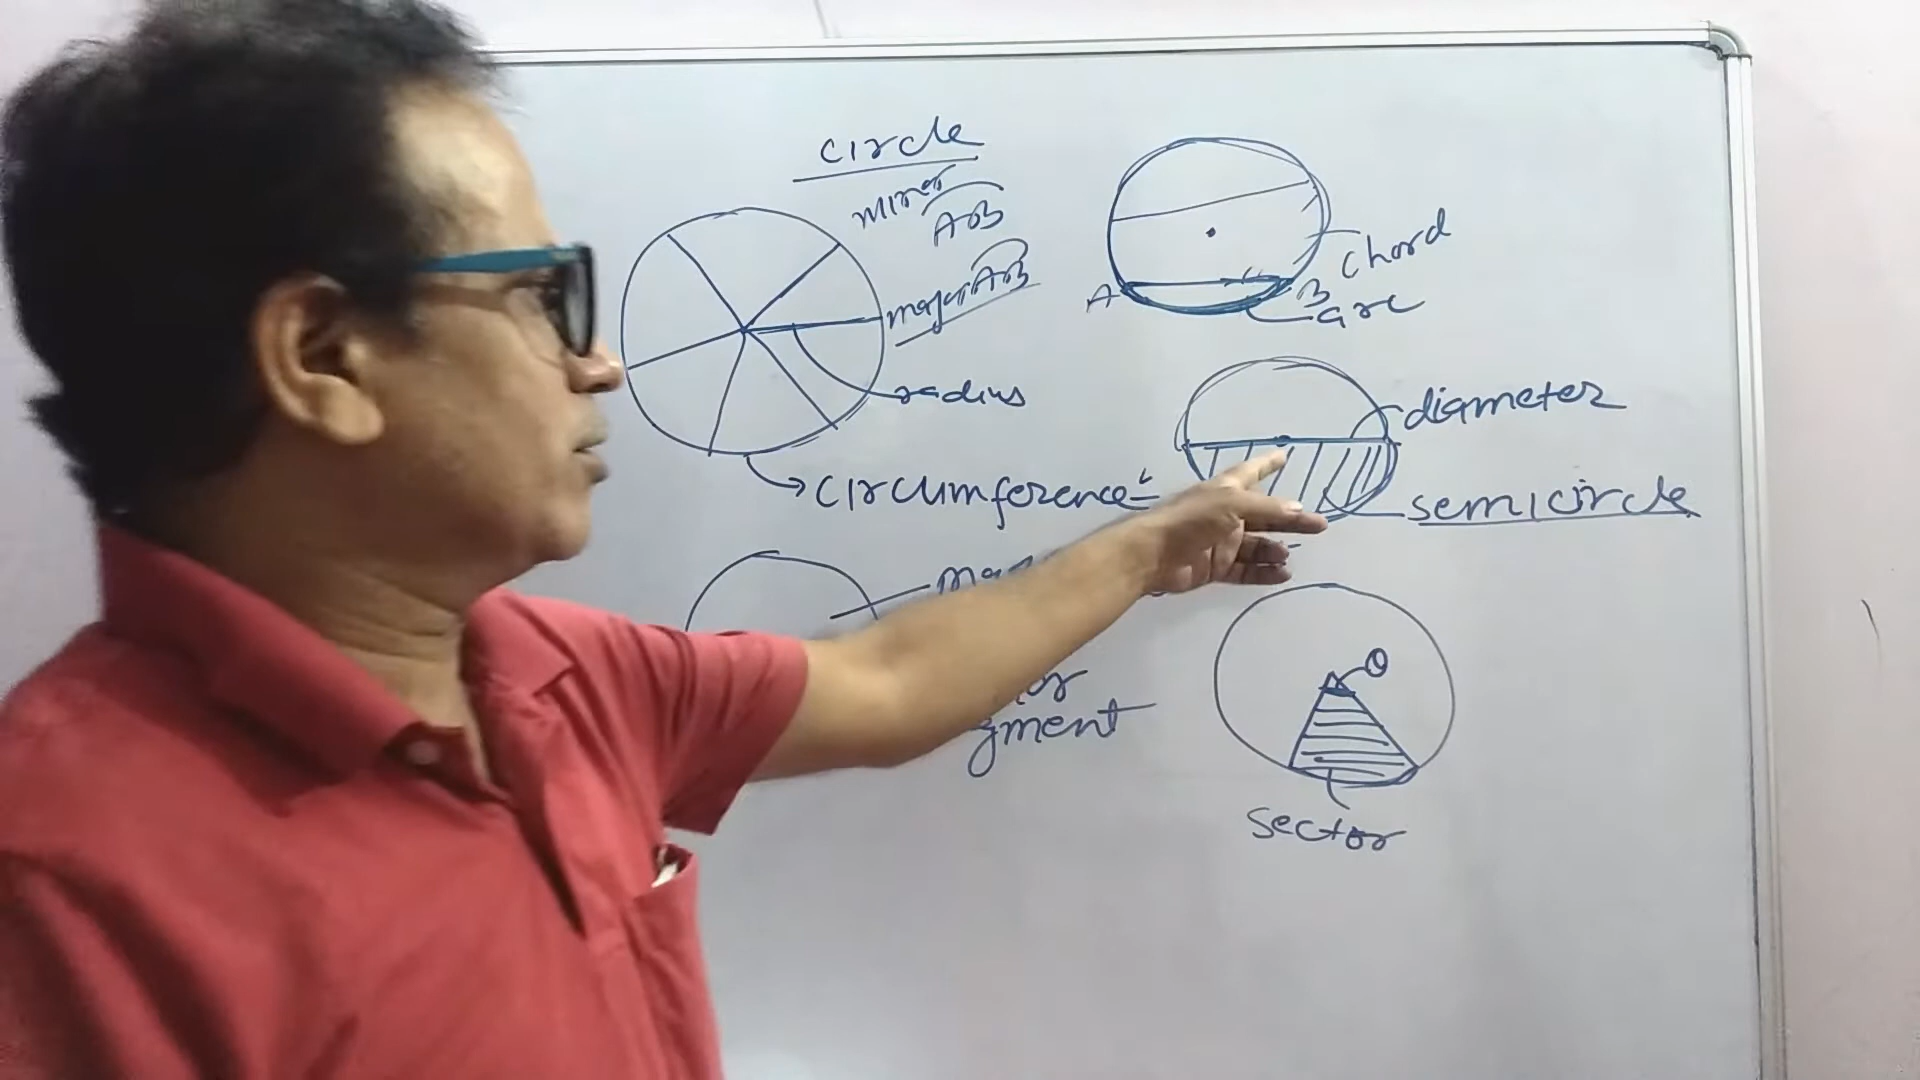 circle
minor
AB
major AB
radius
circumference =
A
B
chord
arc
diameter
semicircle
gment
θ
sector